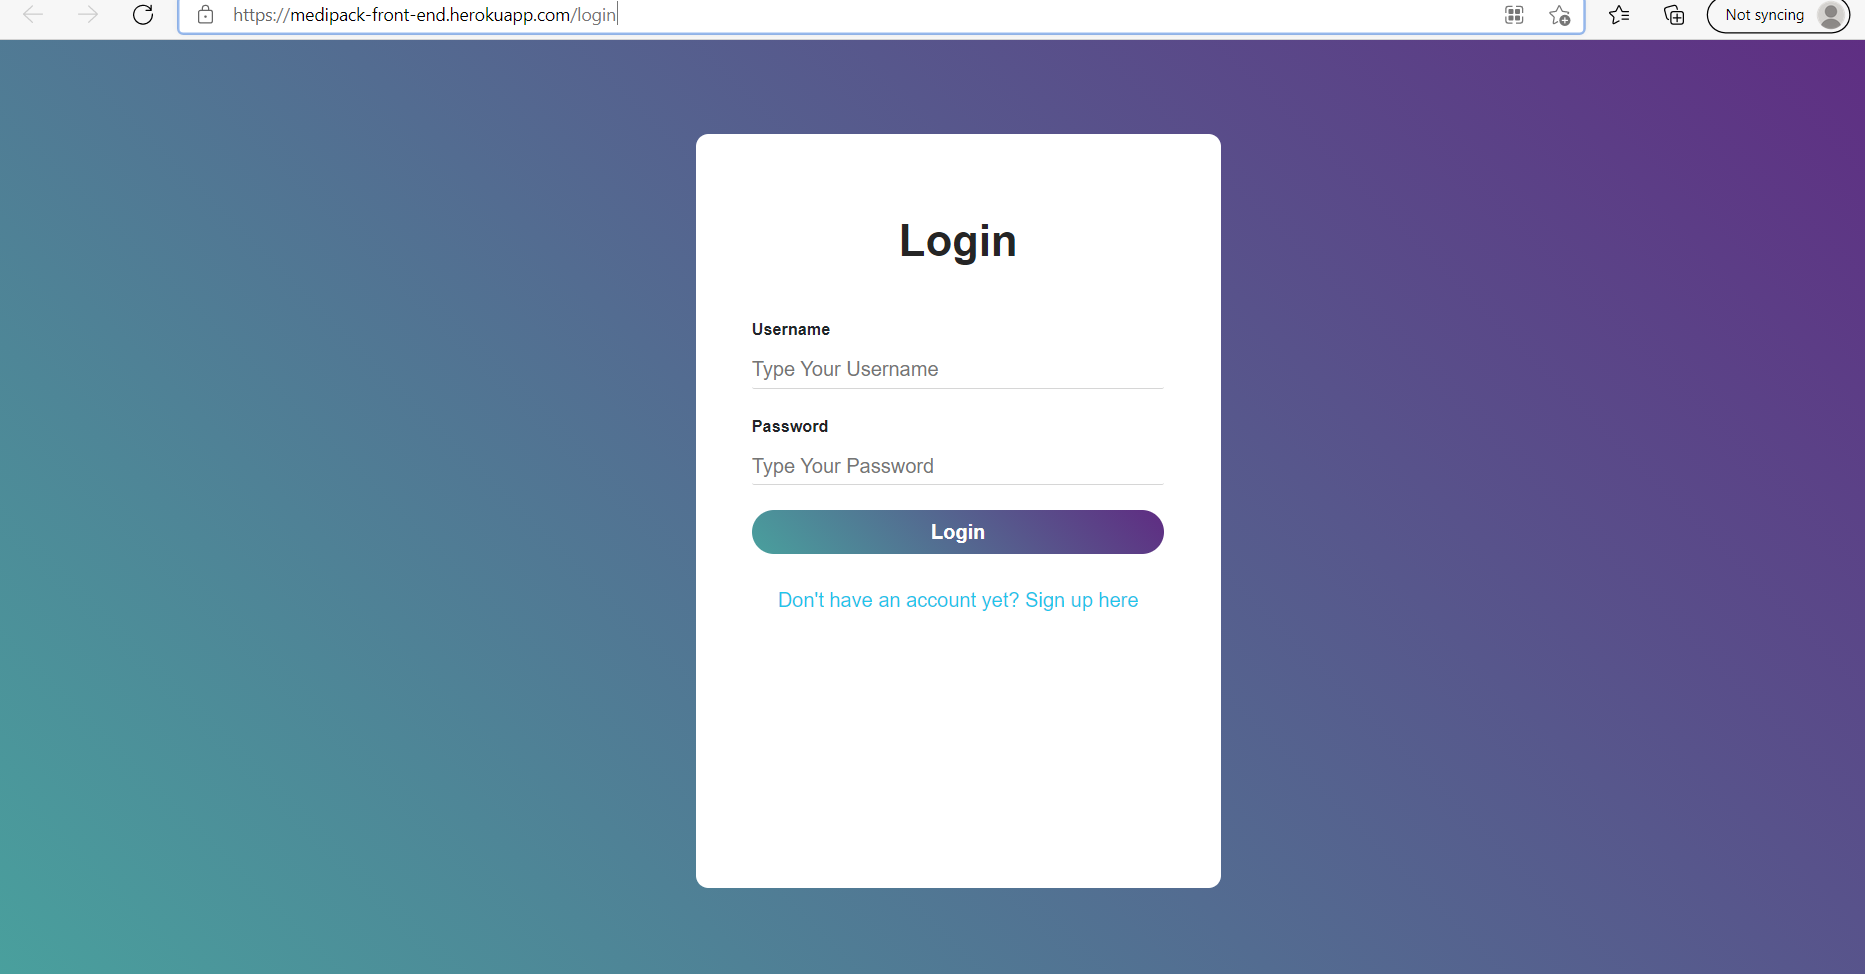 https://medipack-front-end.herokuapp.com/login
Not syncing
Login
Username
Type Your Username
Password
Type Your Password
Login
Don't have an account yet? Sign up here